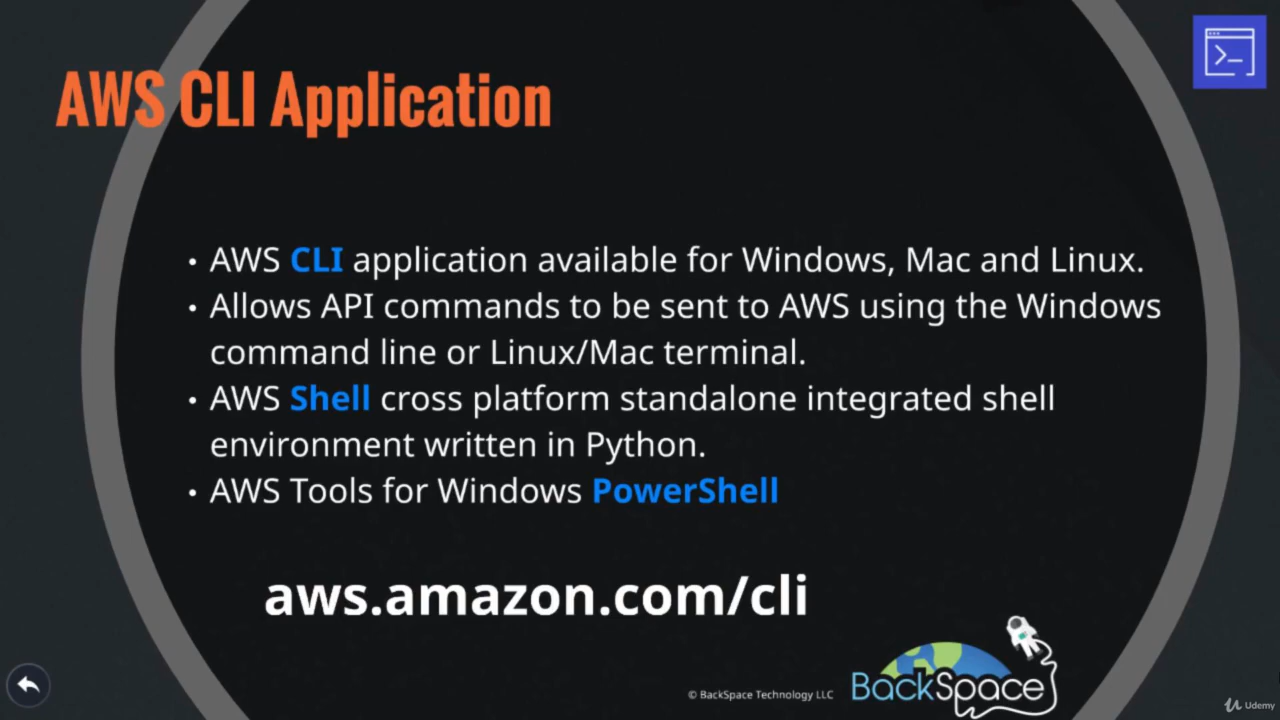 AWS CLI Application
• AWS CLI application available for Windows, Mac and Linux.
• Allows API commands to be sent to AWS using the Windows
command line or Linux/Mac terminal.
• AWS Shell cross platform standalone integrated shell
environment written in Python.
• AWS Tools for Windows PowerShell
aws.amazon.com/cli
© BackSpace Technology LLC
BackSpace
Udemy